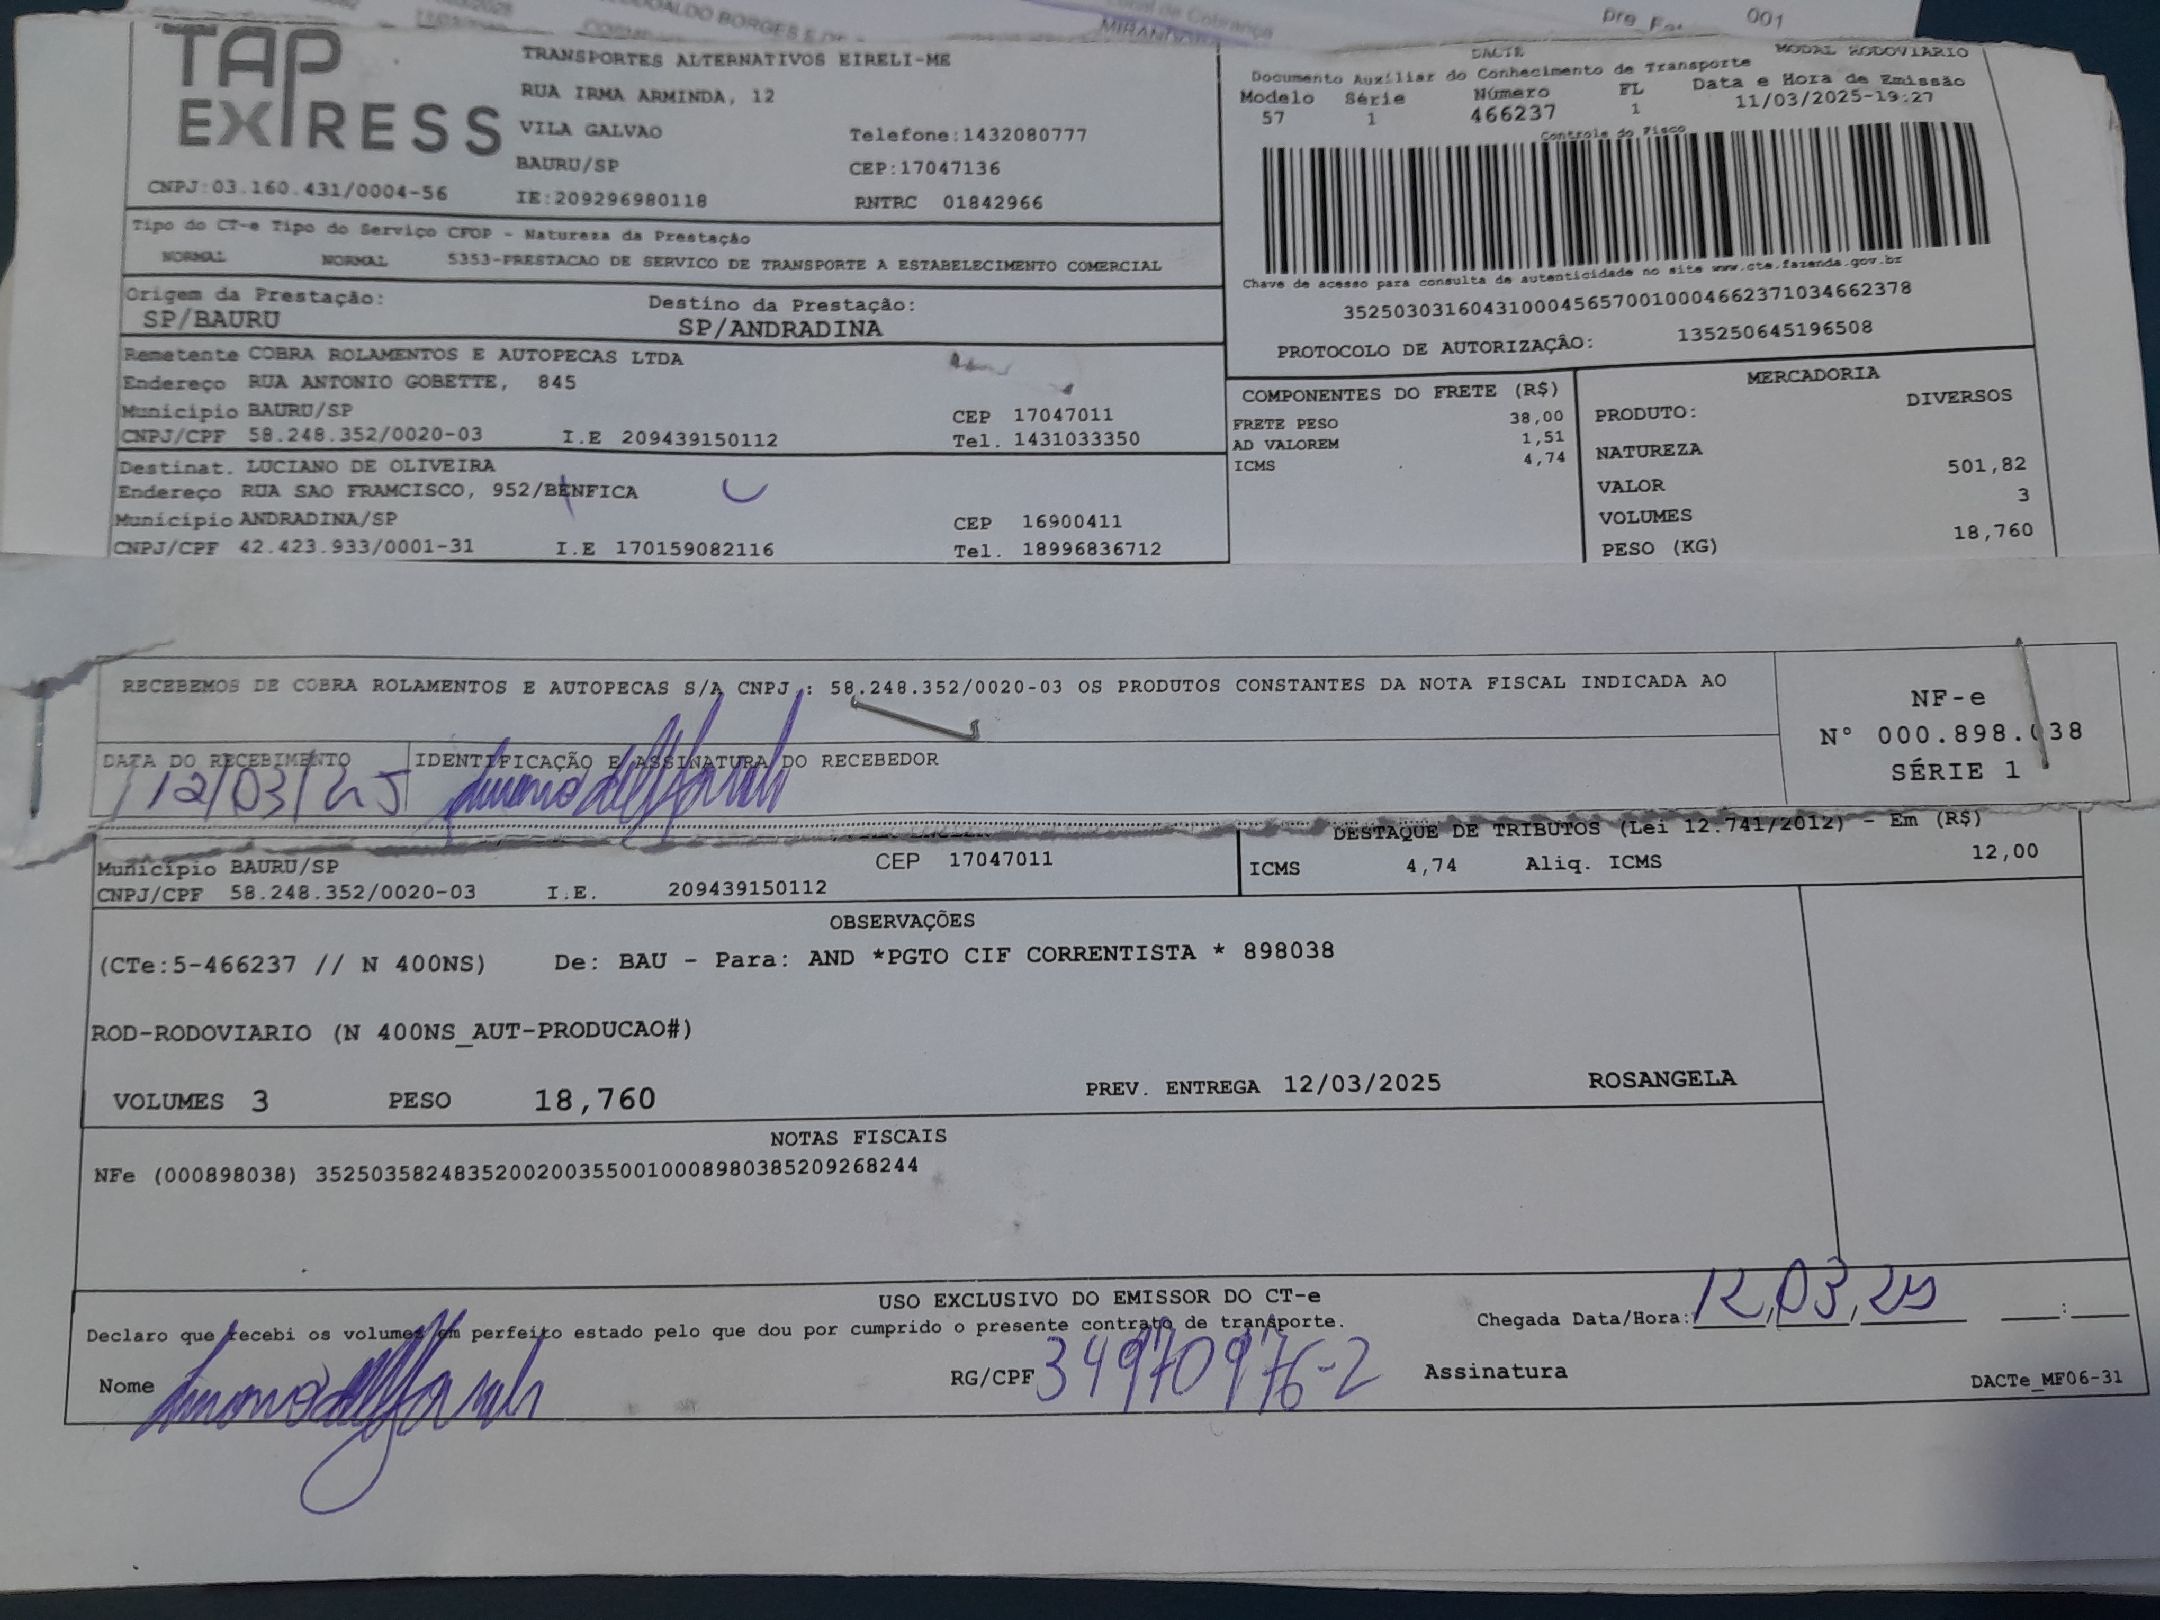 001
MIRANDO
TAP
EXPRESS
TRANSPORTES ALTERNATIVOS EIRELI-ME
RUA IRMA ARMINDA, 12
VILA GALVAO Telefone:1432080777
BAURU/SP CEP:17047136
CNPJ:03.160.431/0004-56 IE:209296980118 RNTRC 01842966
DACTE MODAL RODOVIARIO
Documento Auxiliar do Conhecimento de Transporte
Modelo Série Número FL Data e Hora de Emissão
57 1 466237 1 11/03/2025-19:27
Controle do Fisco
Chave de acesso para consulta de autenticidade no site www.cte.fazenda.gov.br
35250303160431000456570010004662371034662378
PROTOCOLO DE AUTORIZAÇÃO: 135250645196508
Tipo do CT-e Tipo do Serviço CFOP - Natureza da Prestação
NORMAL NORMAL 5353-PRESTACAO DE SERVICO DE TRANSPORTE A ESTABELECIMENTO COMERCIAL
Origem da Prestação: Destino da Prestação:
SP/BAURU SP/ANDRADINA
Remetente COBRA ROLAMENTOS E AUTOPECAS LTDA
Endereço RUA ANTONIO GOBETTE, 845
Município BAURU/SP CEP 17047011
CNPJ/CPF 58.248.352/0020-03 I.E 209439150112 Tel. 1431033350
Destinat. LUCIANO DE OLIVEIRA
Endereço RUA SAO FRAMCISCO, 952/BENFICA
Município ANDRADINA/SP CEP 16900411
CNPJ/CPF 42.423.933/0001-31 I.E 170159082116 Tel. 18996836712
COMPONENTES DO FRETE (R$)
FRETE PESO 38,00
AD VALOREM 1,51
ICMS 4,74
MERCADORIA
PRODUTO: DIVERSOS
NATUREZA
VALOR 501,82
VOLUMES 3
PESO (KG) 18,760
RECEBEMOS DE COBRA ROLAMENTOS E AUTOPECAS S/A CNPJ : 58.248.352/0020-03 OS PRODUTOS CONSTANTES DA NOTA FISCAL INDICADA AO
NF-e
N° 000.898.038
SÉRIE 1
DATA DO RECEBIMENTO IDENTIFICAÇÃO E ASSINATURA DO RECEBEDOR
12/03/25
DESTAQUE DE TRIBUTOS (Lei 12.741/2012) - Em (R$)
Município BAURU/SP CEP 17047011
ICMS 4,74 Aliq. ICMS 12,00
CNPJ/CPF 58.248.352/0020-03 I.E. 209439150112
OBSERVAÇÕES
(CTe:5-466237 // N 400NS) De: BAU - Para: AND *PGTO CIF CORRENTISTA * 898038
ROD-RODOVIARIO (N 400NS_AUT-PRODUCAO#)
VOLUMES 3 PESO 18,760 PREV. ENTREGA 12/03/2025 ROSANGELA
NOTAS FISCAIS
NFe (000898038) 35250358248352002003550010008980385209268244
USO EXCLUSIVO DO EMISSOR DO CT-e
Declaro que recebi os volumes em perfeito estado pelo que dou por cumprido o presente contrato de transporte.
Chegada Data/Hora: 12,03,25 :
Nome RG/CPF 34970976-2 Assinatura
DACTe_MF06-31